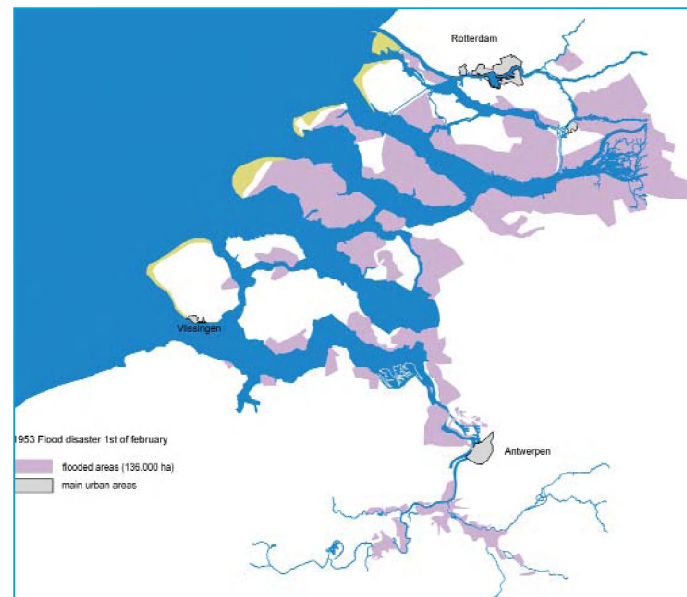 Rotterdam
Vlissingen
1953 Flood disaster 1st of february
flooded areas (136.000 ha)
Antwerpen
main urban areas